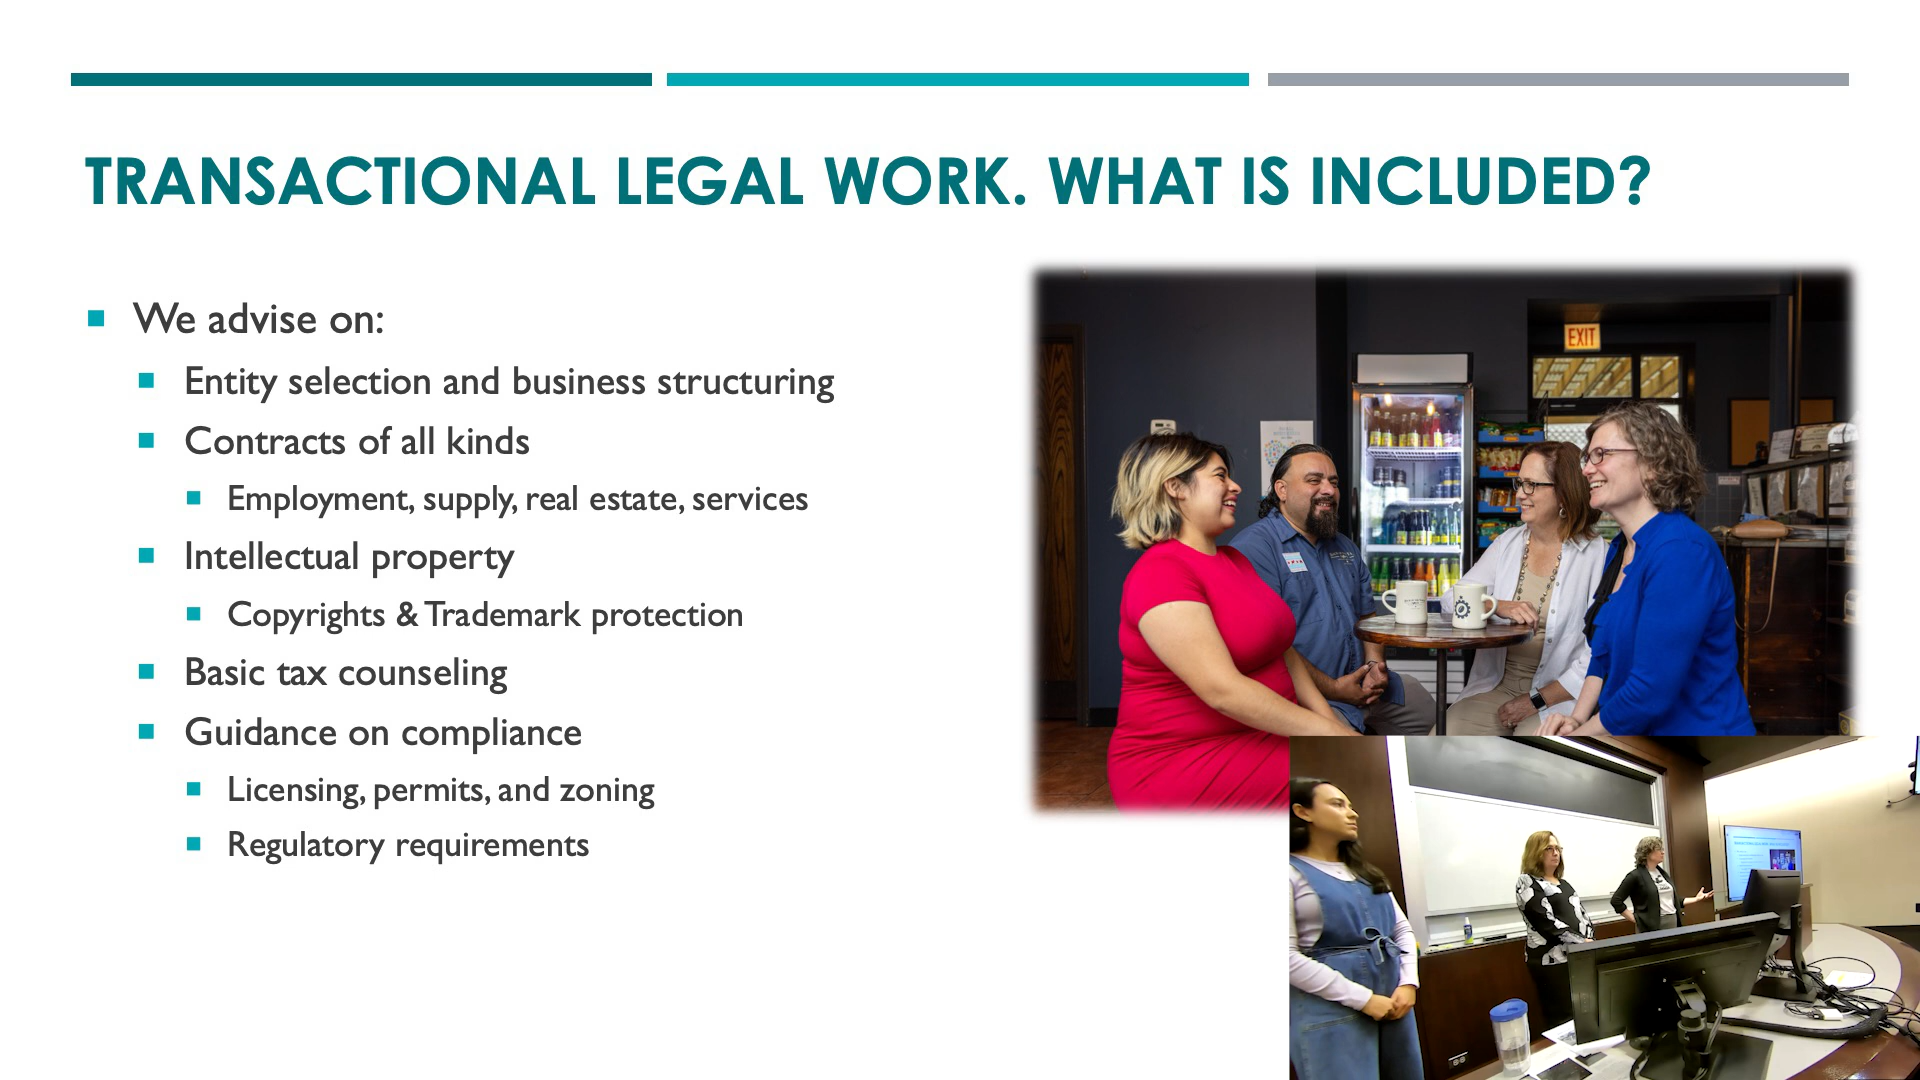 TRANSACTIONAL LEGAL WORK. WHAT IS INCLUDED?
We advise on:
Entity selection and business structuring
Contracts of all kinds
Employment, supply, real estate, services
Intellectual property
Copyrights & Trademark protection
Basic tax counseling
Guidance on compliance
Licensing, permits, and zoning
Regulatory requirements
EXIT